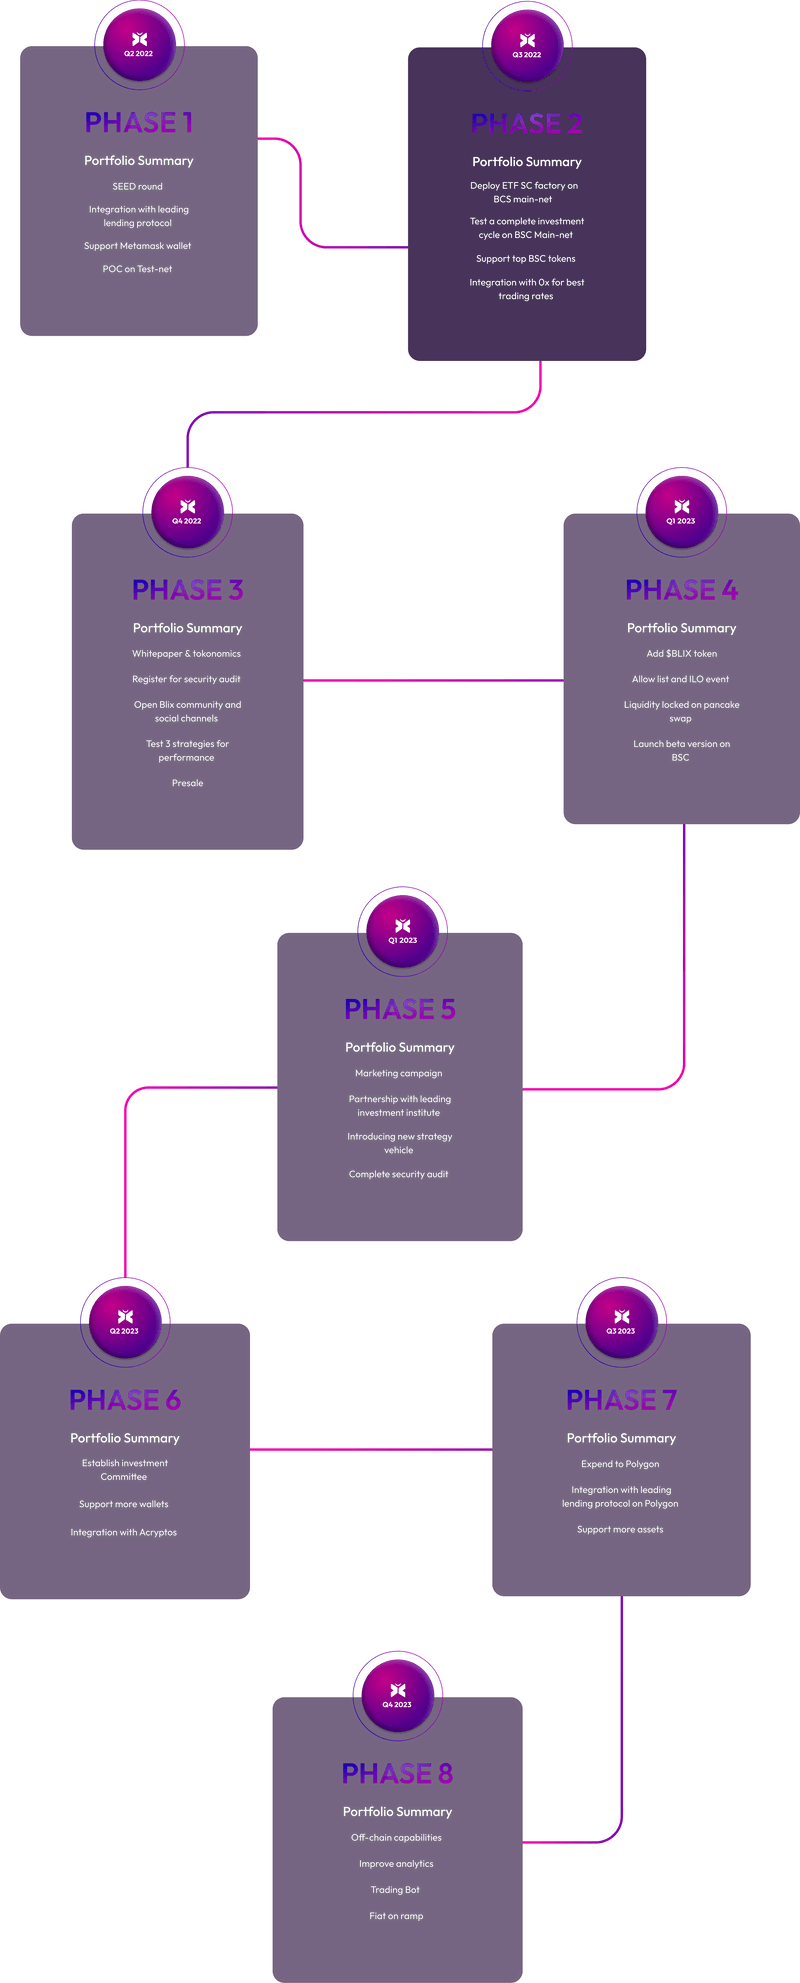 Q2 2022
PHASE 1
Portfolio Summary
SEED round
Integration with leading
lending protocol
Support Metamask wallet
POC on Test-net
Q3 2022
PHASE 2
Portfolio Summary
Deploy ETF SC factory on
BCS main-net
Test a complete investment
cycle on BSC Main-net
Support top BSC tokens
Integration with 0x for best
trading rates
Q4 2022
PHASE 3
Portfolio Summary
Whitepaper & tokonomics
Register for security audit
Open Blix community and
social channels
Test 3 strategies for
performance
Presale
Q1 2023
PHASE 4
Portfolio Summary
Add $BLIX token
Allow list and ILO event
Liquidity locked on pancake
swap
Launch beta version on
BSC
Q1 2023
PHASE 5
Portfolio Summary
Marketing campaign
Partnership with leading
investment institute
Introducing new strategy
vehicle
Complete security audit
Q2 2023
PHASE 6
Portfolio Summary
Establish investment
Committee
Support more wallets
Integration with Acryptos
Q3 2023
PHASE 7
Portfolio Summary
Expend to Polygon
Integration with leading
lending protocol on Polygon
Support more assets
Q4 2023
PHASE 8
Portfolio Summary
Off-chain capabilities
Improve analytics
Trading Bot
Fiat on ramp